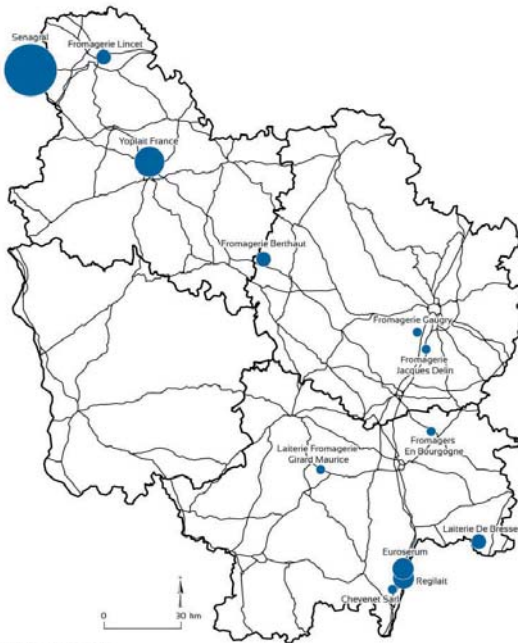 Senagral
Fromagerie Lincet
Yoplait France
Fromagerie Berthaut
Fromagerie Gaugry
Fromagerie
Jacques Delin
Fromagers
En Bourgogne
Laiterie Fromagerie
Girard Maurice
Laiterie De Bresse
Euroserum
Regilait
Chevenet Sarl
0 30 km